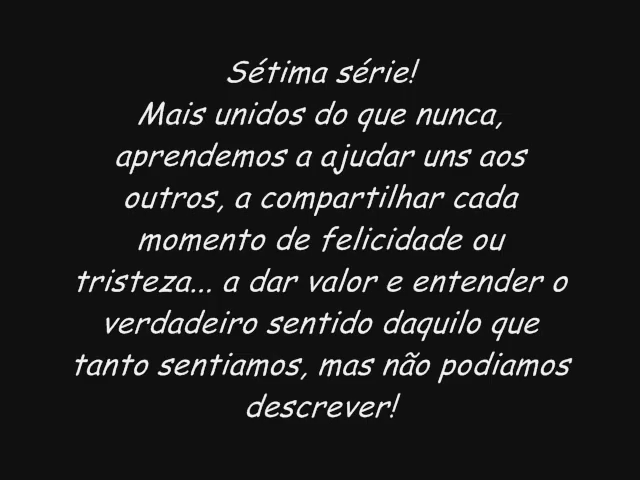 Sétima série!
Mais unidos do que nunca,
aprendemos a ajudar uns aos
outros, a compartilhar cada
momento de felicidade ou
tristeza... a dar valor e entender o
verdadeiro sentido daquilo que
tanto sentiamos, mas não podiamos
descrever!